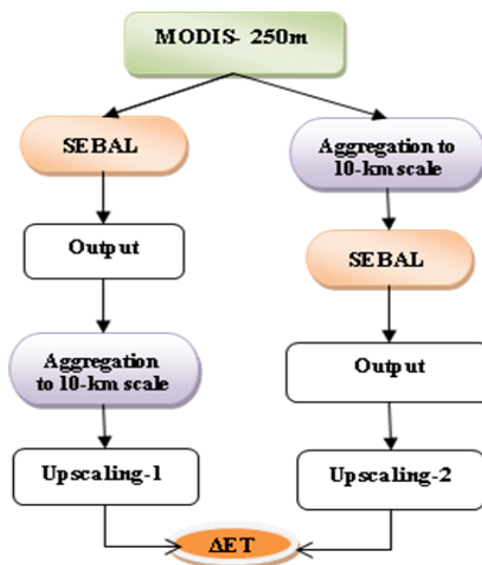 MODIS- 250m
SEBAL
Output
Aggregation
to 10-km scale
Upscaling-1
Aggregation to
10-km scale
SEBAL
Output
Upscaling-2
ΔET